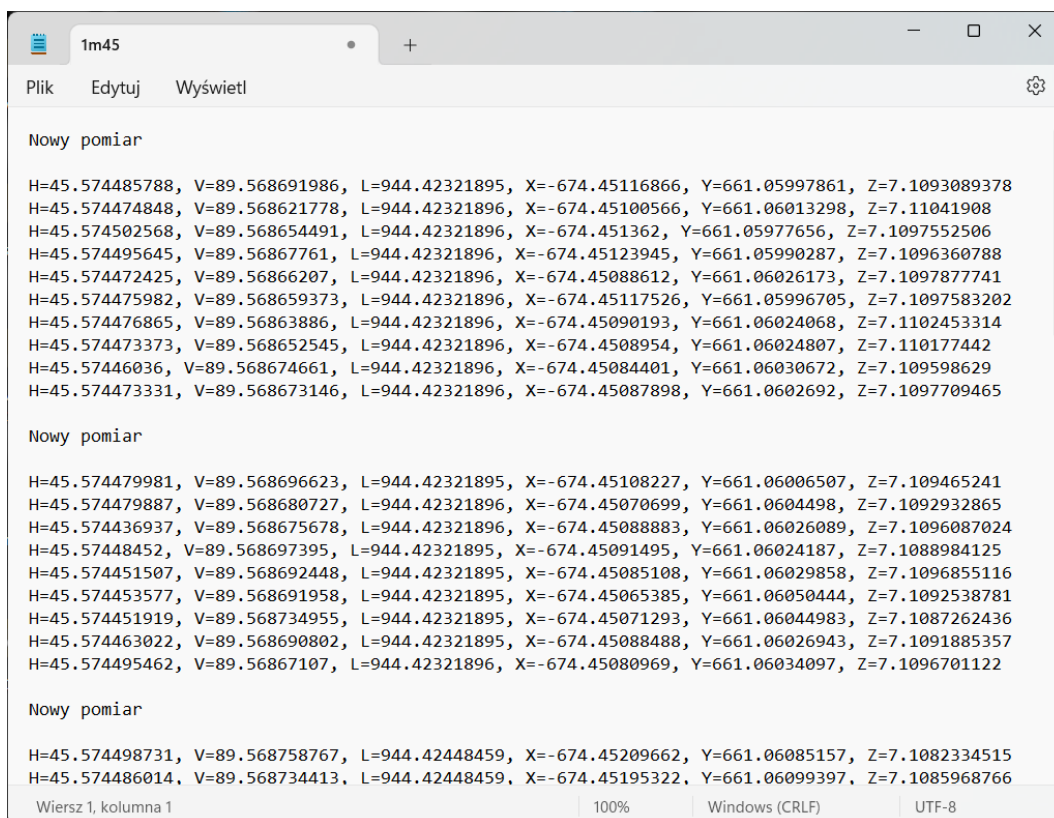 1m45
Plik Edytuj Wyświetl
Nowy pomiar
H=45.574485788, V=89.568691986, L=944.42321895, X=-674.45116866, Y=661.05997861, Z=7.1093089378
H=45.574474848, V=89.568621778, L=944.42321896, X=-674.45100566, Y=661.06013298, Z=7.11041908
H=45.574502568, V=89.568654491, L=944.42321896, X=-674.451362, Y=661.05977656, Z=7.1097552506
H=45.574495645, V=89.56867761, L=944.42321896, X=-674.45123945, Y=661.05990287, Z=7.1096360788
H=45.574472425, V=89.56866207, L=944.42321896, X=-674.45088612, Y=661.06026173, Z=7.1097877741
H=45.574475982, V=89.568659373, L=944.42321896, X=-674.45117526, Y=661.05996705, Z=7.1097583202
H=45.574476865, V=89.56863886, L=944.42321896, X=-674.45090193, Y=661.06024068, Z=7.1102453314
H=45.574473373, V=89.568652545, L=944.42321896, X=-674.4508954, Y=661.06024807, Z=7.110177442
H=45.57446036, V=89.568674661, L=944.42321896, X=-674.45084401, Y=661.06030672, Z=7.109598629
H=45.574473331, V=89.568673146, L=944.42321896, X=-674.45087898, Y=661.0602692, Z=7.1097709465
Nowy pomiar
H=45.574479981, V=89.568696623, L=944.42321895, X=-674.45108227, Y=661.06006507, Z=7.109465241
H=45.574479887, V=89.568680727, L=944.42321896, X=-674.45070699, Y=661.0604498, Z=7.1092932865
H=45.574436937, V=89.568675678, L=944.42321896, X=-674.45088883, Y=661.06026089, Z=7.1096087024
H=45.57448452, V=89.568697395, L=944.42321895, X=-674.45091495, Y=661.06024187, Z=7.1088984125
H=45.574451507, V=89.568692448, L=944.42321895, X=-674.45085108, Y=661.06029858, Z=7.1096855116
H=45.574453577, V=89.568691958, L=944.42321895, X=-674.45065385, Y=661.06050444, Z=7.1092538781
H=45.574451919, V=89.568734955, L=944.42321895, X=-674.45071293, Y=661.06044983, Z=7.1087262436
H=45.574463022, V=89.568690802, L=944.42321895, X=-674.45088488, Y=661.06026943, Z=7.1091885357
H=45.574495462, V=89.56867107, L=944.42321896, X=-674.45080969, Y=661.06034097, Z=7.1096701122
Nowy pomiar
H=45.574498731, V=89.568758767, L=944.42448459, X=-674.45209662, Y=661.06085157, Z=7.1082334515
H=45.574486014, V=89.568734413, L=944.42448459, X=-674.45195322, Y=661.06099397, Z=7.1085968766
Wiersz 1, kolumna 1 100% Windows (CRLF) UTF-8